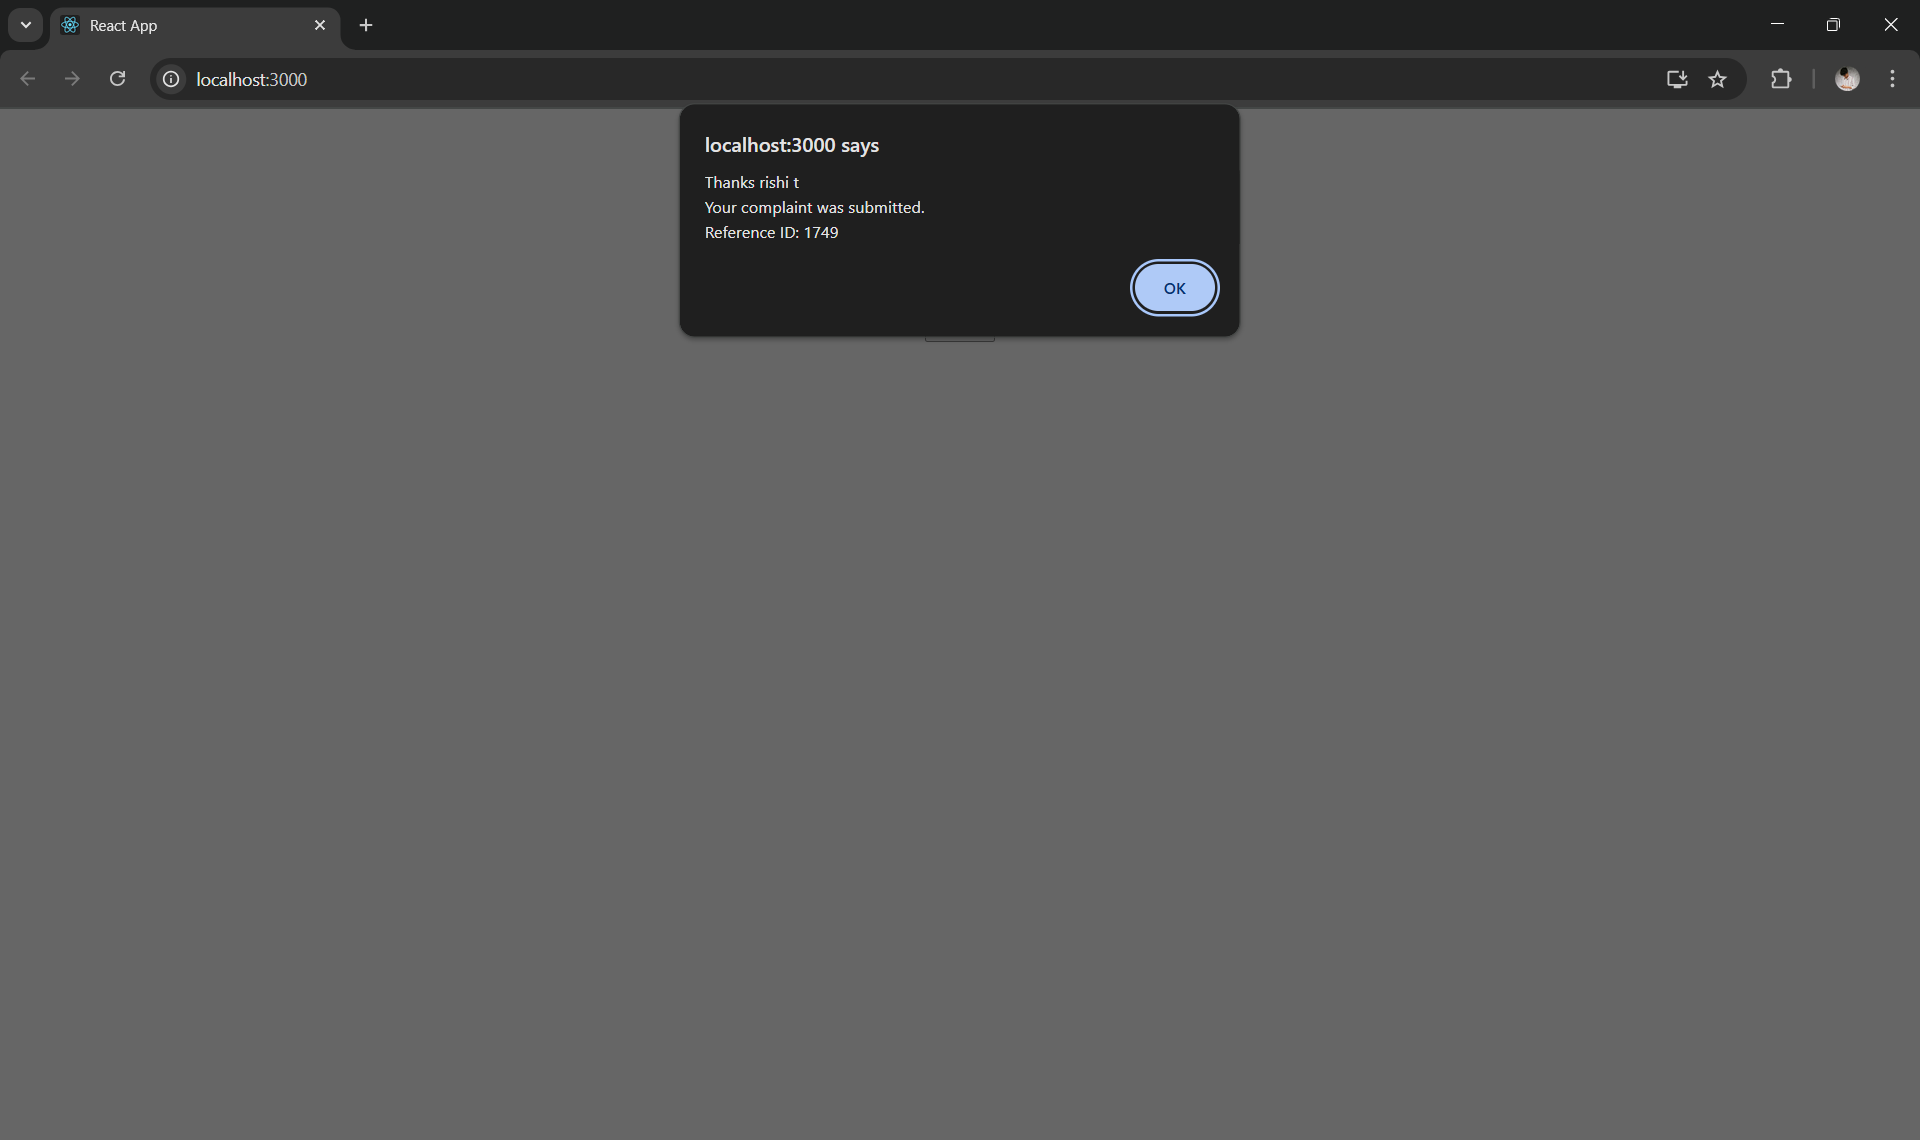 React App
localhost:3000
localhost:3000 says
Thanks rishi t
Your complaint was submitted.
Reference ID: 1749
OK